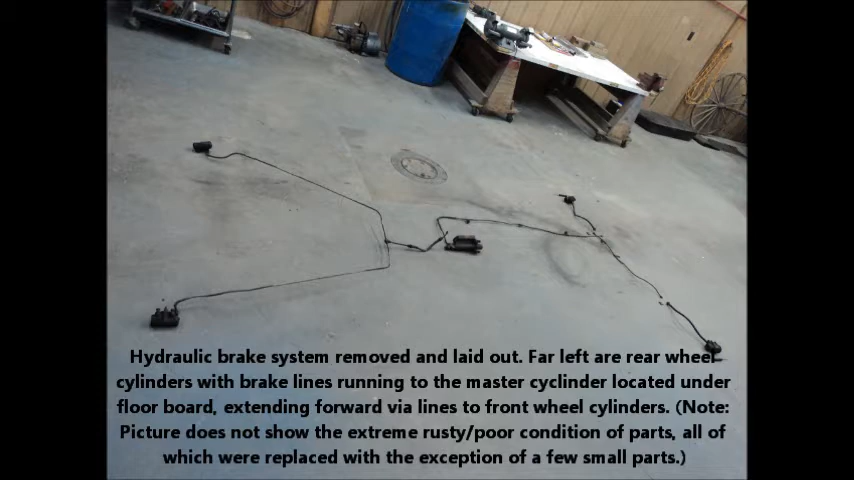 Hydraulic brake system removed and laid out. Far left are rear wheel
cylinders with brake lines running to the master cyclinder located under
floor board, extending forward via lines to front wheel cylinders. (Note:
Picture does not show the extreme rusty/poor condition of parts, all of
which were replaced with the exception of a few small parts.)